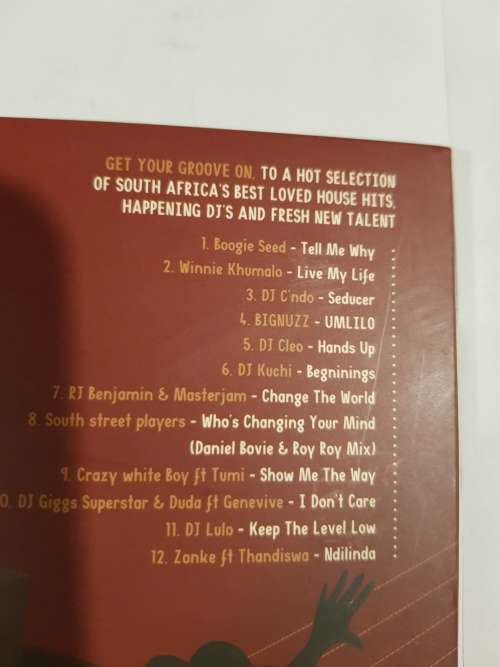 GET YOUR GROOVE ON, TO A HOT SELECTION
OF SOUTH AFRICA'S BEST LOVED HOUSE HITS,
HAPPENING DJ'S AND FRESH NEW TALENT
1. Boogie Seed - Tell Me Why
2. Winnie Khumalo - Live My Life
3. DJ C'ndo - Seducer
4. BIGNUZZ - UMLILO
5. DJ Cleo - Hands Up
6. DJ Kuchi - Begninings
7. RJ Benjamin & Masterjam - Change The World
8. South street players - Who's Changing Your Mind
(Daniel Bovie & Roy Roy Mix)
9. Crazy white Boy ft Tumi - Show Me The Way
0. DJ Giggs Superstar & Duda ft Genevive - I Don't Care
11. DJ Lulo - Keep The Level Low
12. Zonke ft Thandiswa - Ndilinda